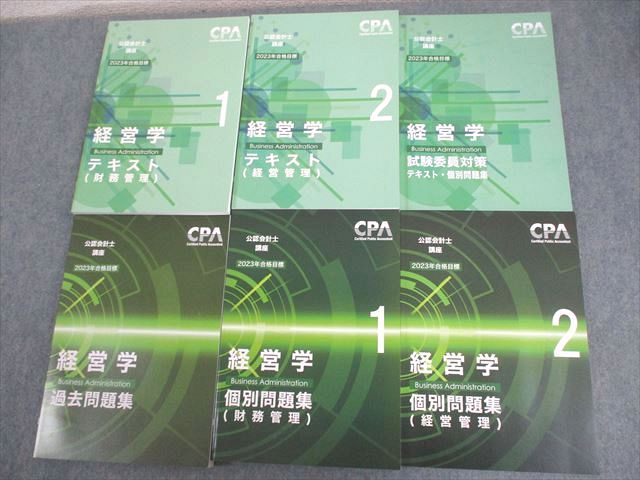 公認会計士
講座
CPA
Certified Public Accountant
2023年合格目標
1
経営学
Business Administration
テキスト
(財務管理)
公認会計士
講座
CPA
Certified Public Accountant
2023年合格目標
2
経営学
Business Administration
テキスト
(経営管理)
公認会計士
講座
CPA
Certified Public Accountant
2023年合格目標
経営学
Business Administration
試験委員対策
テキスト・個別問題集
公認会計士
講座
CPA
Certified Public Accountant
2023年合格目標
経営学
Business Administration
過去問題集
公認会計士
講座
CPA
Certified Public Accountant
2023年合格目標
1
経営学
Business Administration
個別問題集
(財務管理)
公認会計士
講座
CPA
Certified Public Accountant
2023年合格目標
2
経営学
Business Administration
個別問題集
(経営管理)